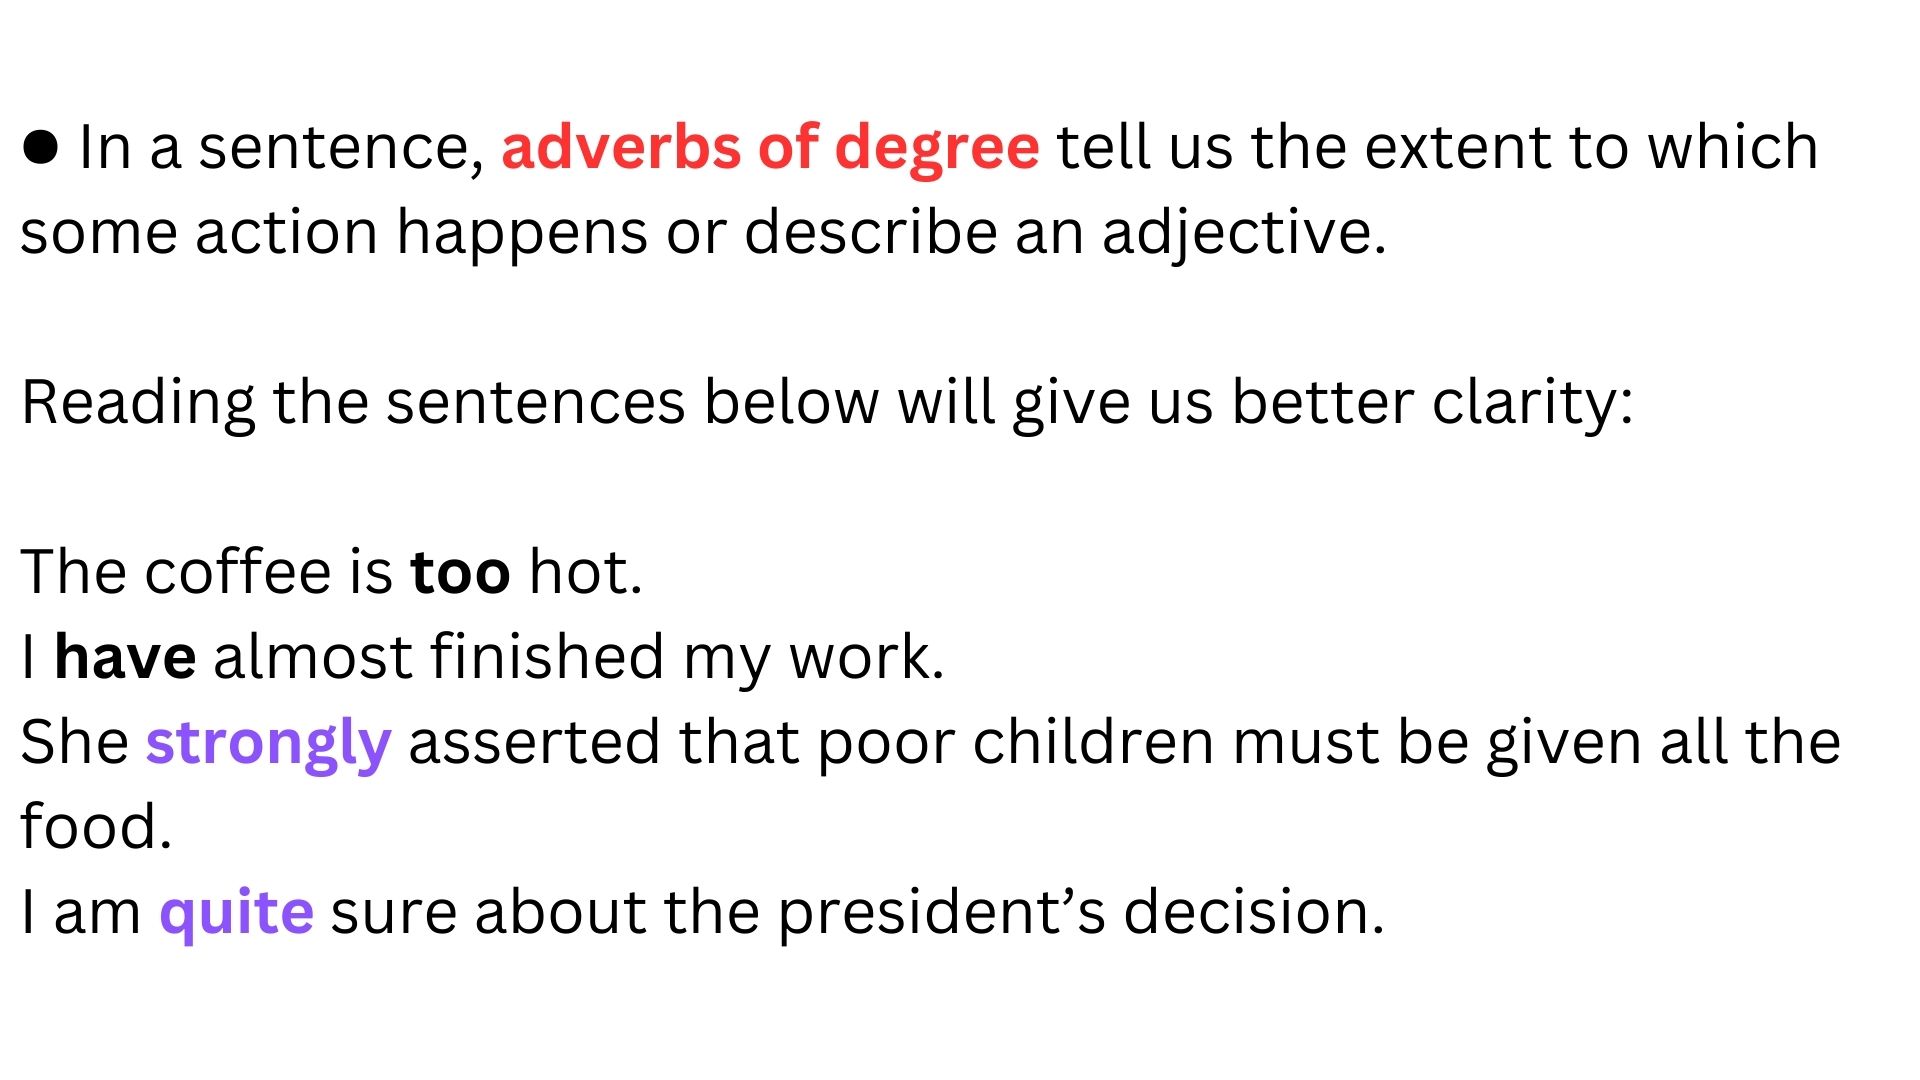 ● In a sentence, adverbs of degree tell us the extent to which
some action happens or describe an adjective.
Reading the sentences below will give us better clarity:
The coffee is too hot.
I have almost finished my work.
She strongly asserted that poor children must be given all the
food.
I am quite sure about the president’s decision.